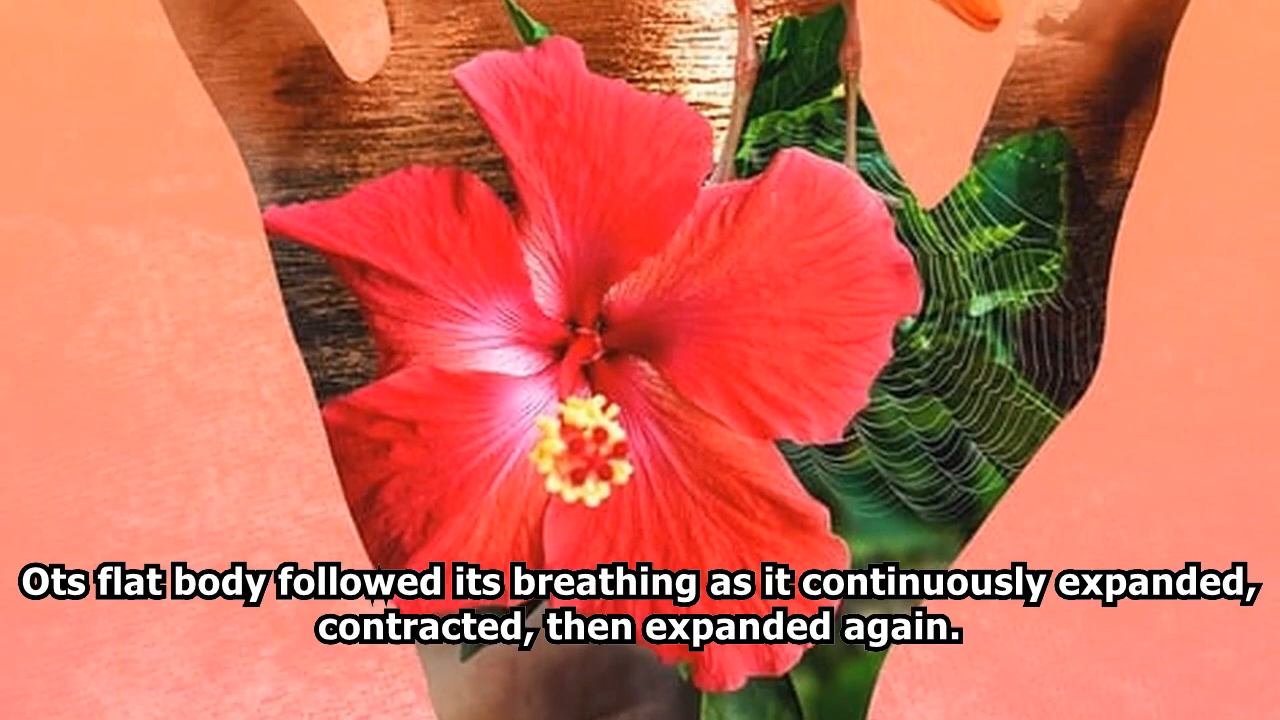 Ots flat body followed its breathing as it continuously expanded,
contracted, then expanded again.